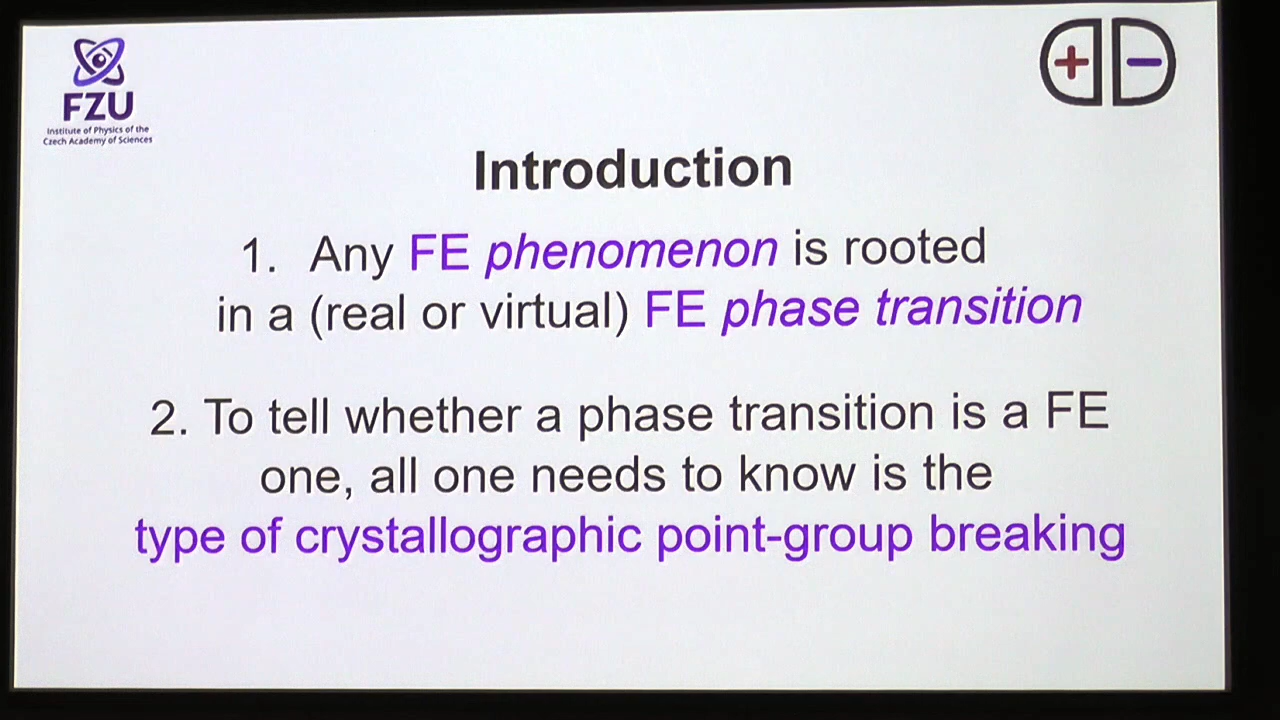 FZU
Institute of Physics of the
Czech Academy of Sciences
+ −
Introduction
1. Any FE phenomenon is rooted
in a (real or virtual) FE phase transition
2. To tell whether a phase transition is a FE
one, all one needs to know is the
type of crystallographic point-group breaking